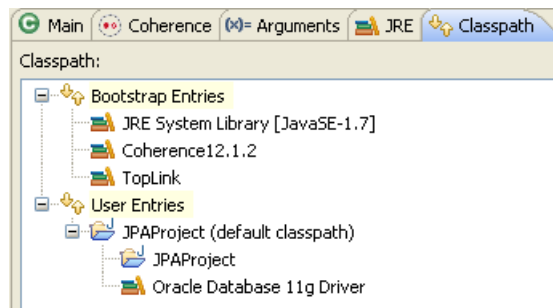 Main Coherence (x)= Arguments JRE Classpath
Classpath:
Bootstrap Entries
JRE System Library [JavaSE-1.7]
Coherence12.1.2
TopLink
User Entries
JPAProject (default classpath)
JPAProject
Oracle Database 11g Driver